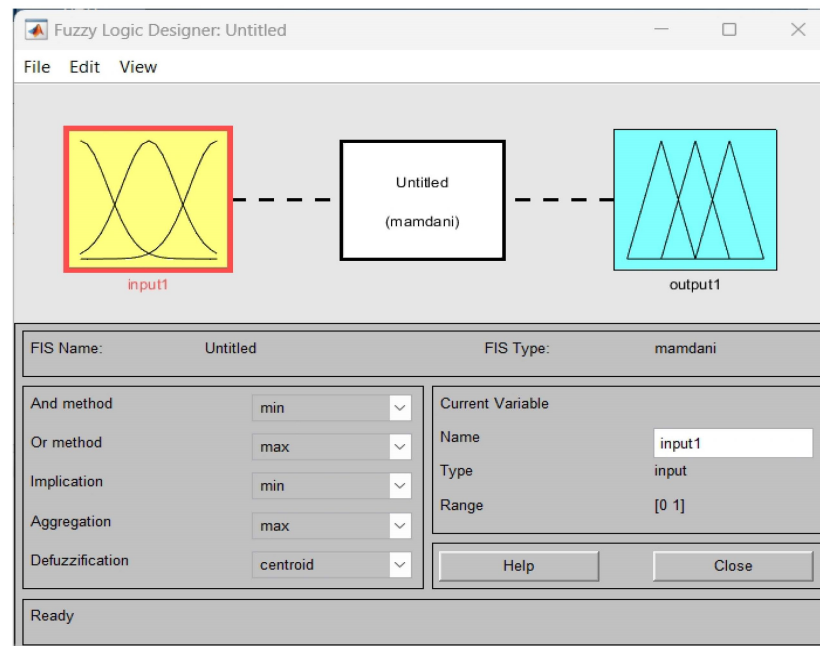 Fuzzy Logic Designer: Untitled
File Edit View
Untitled
(mamdani)
input1
output1
FIS Name: Untitled FIS Type: mamdani
And method min
Or method max
Implication min
Aggregation max
Defuzzification centroid
Current Variable
Name input1
Type input
Range [0 1]
Help Close
Ready